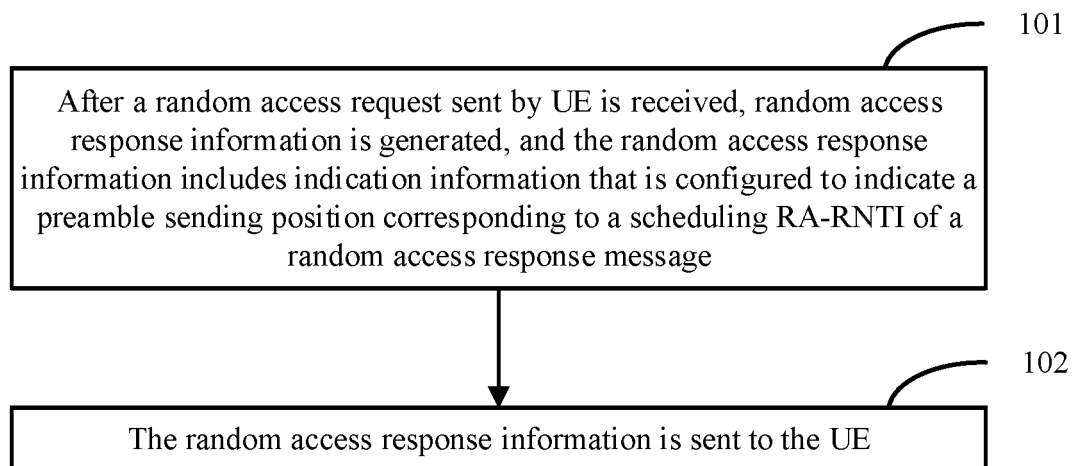 101
After a random access request sent by UE is received, random access
response information is generated, and the random access response
information includes indication information that is configured to indicate a
preamble sending position corresponding to a scheduling RA-RNTI of a
random access response message
102
The random access response information is sent to the UE